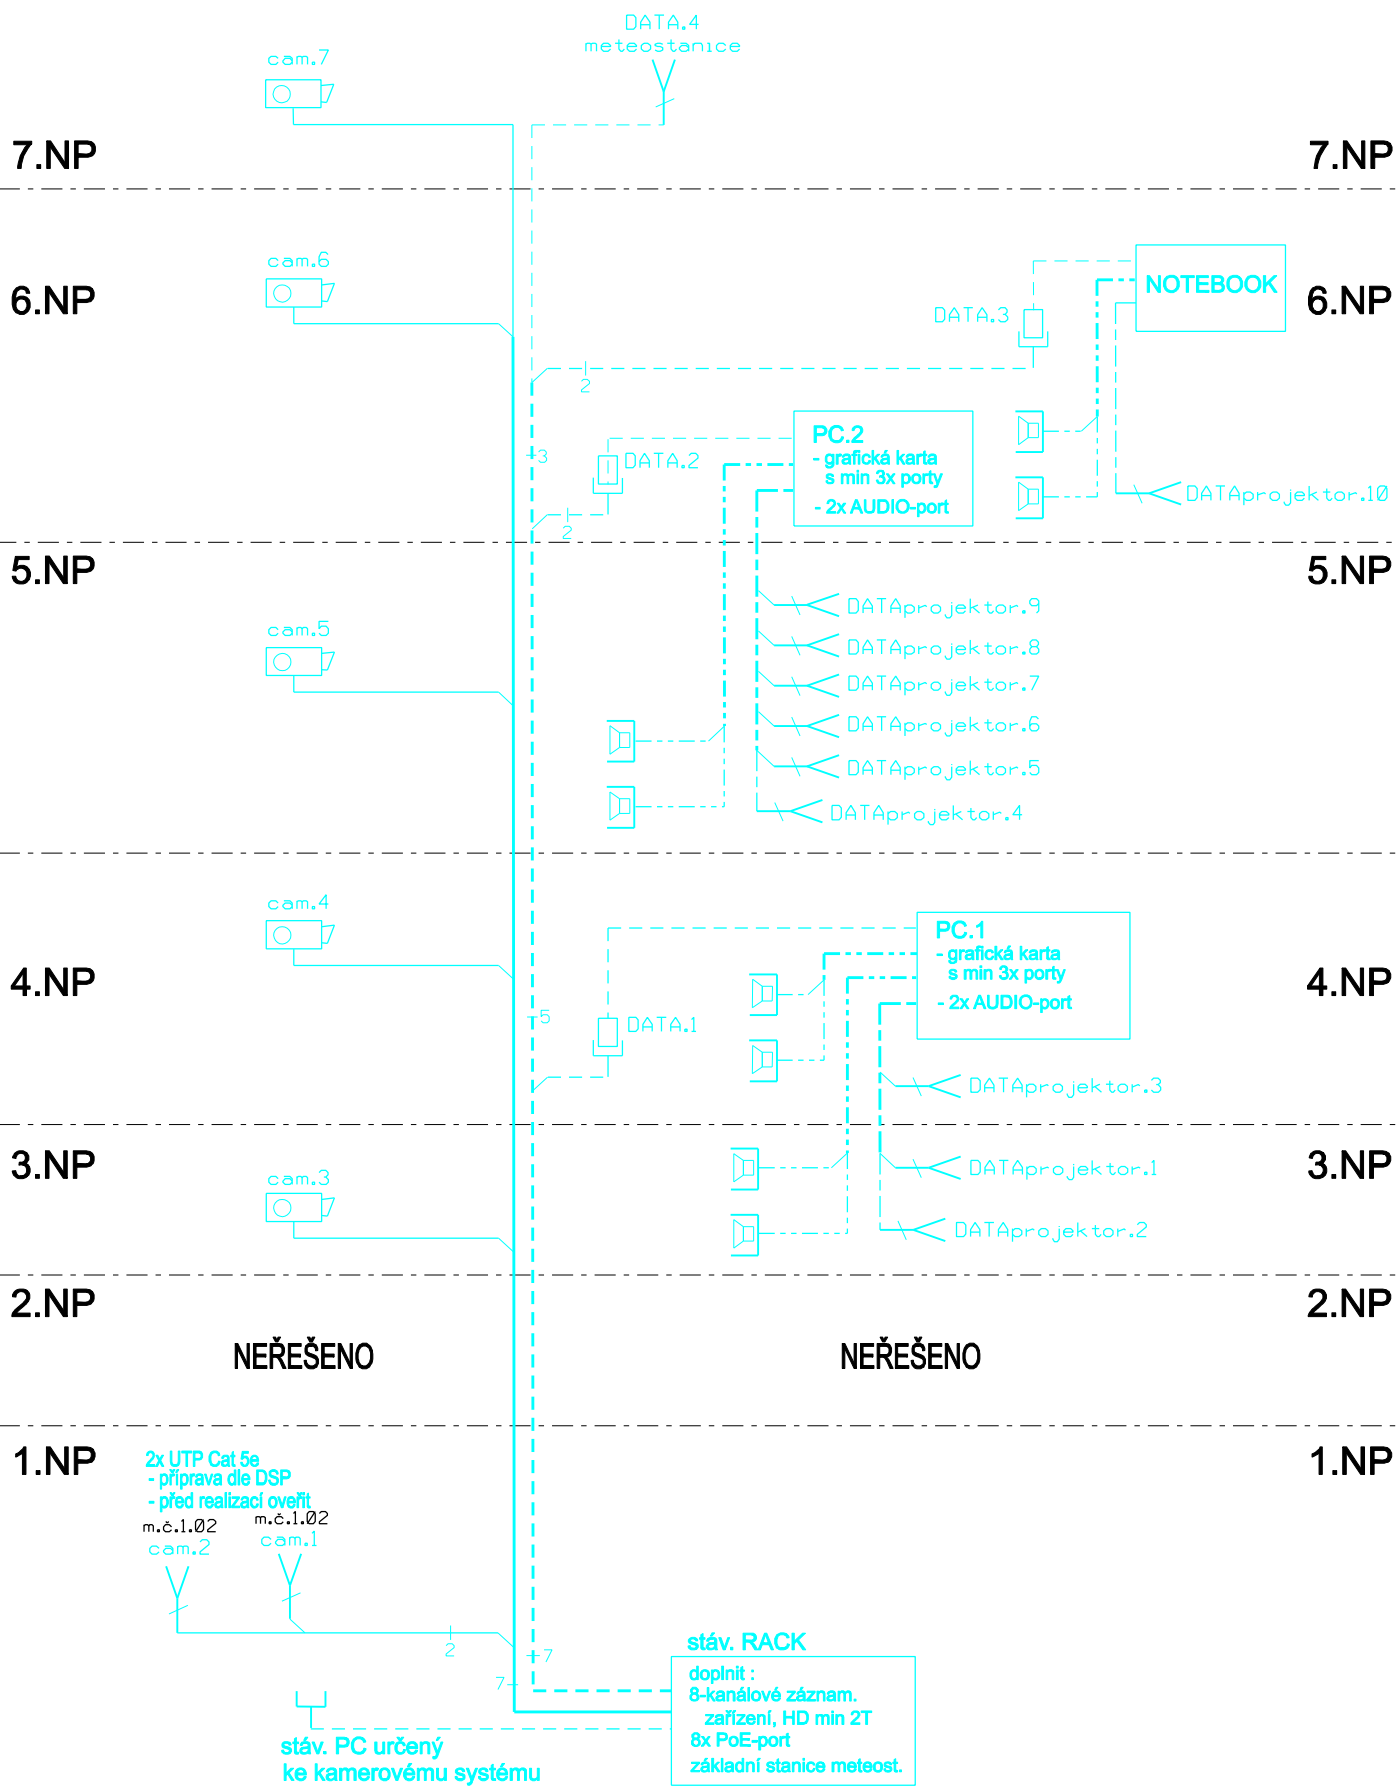 DATA.4
meteostanice
cam.7
7.NP
7.NP
cam.6
6.NP
NOTEBOOK
6.NP
DATA.3
2
PC.2
- grafická karta
s min 3x porty
- 2x AUDIO-port
3
DATA.2
2
DATAprojektor.10
5.NP
5.NP
DATAprojektor.9
cam.5
DATAprojektor.8
DATAprojektor.7
DATAprojektor.6
DATAprojektor.5
DATAprojektor.4
cam.4
PC.1
- grafická karta
s min 3x porty
- 2x AUDIO-port
4.NP
4.NP
5
DATA.1
DATAprojektor.3
3.NP
3.NP
DATAprojektor.1
cam.3
DATAprojektor.2
2.NP
2.NP
NEŘEŠENO
NEŘEŠENO
1.NP
1.NP
2x UTP Cat 5e
- příprava dle DSP
- před realizací oveřit
m.č.1.02
m.č.1.02
cam.2
cam.1
2
7
7
stáv. RACK
doplnit :
8-kanálové záznam.
zařízení, HD min 2T
8x PoE-port
základní stanice meteost.
stáv. PC určený
ke kamerovému systému